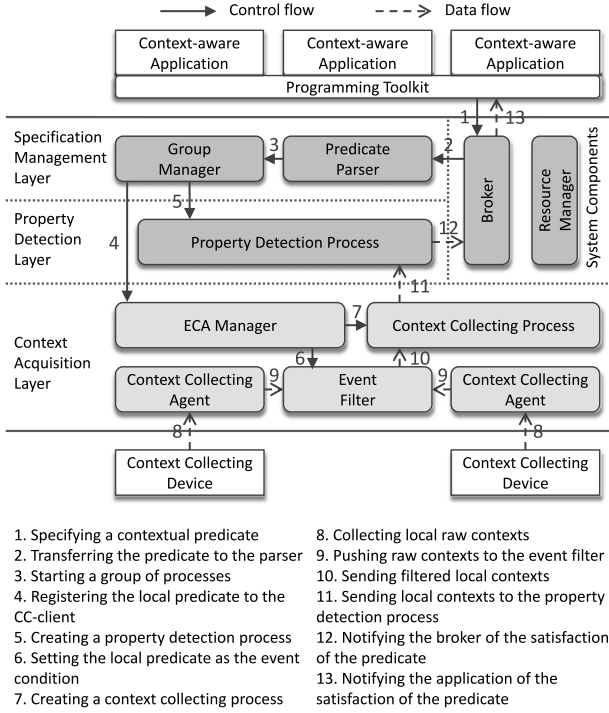 Control flow
Data flow
Context-aware
Application
Context-aware
Application
Context-aware
Application
Programming Toolkit
1
13
Specification
Management
Layer
Group
Manager
3
Predicate
Parser
2
Broker
Resource
Manager
System Components
5
4
Property
Detection
Layer
Property Detection Process
12
11
Context
Acquisition
Layer
ECA Manager
7
Context Collecting Process
6
10
Context Collecting
Agent
9
Event
Filter
9
Context Collecting
Agent
8
8
Context Collecting
Device
Context Collecting
Device
1. Specifying a contextual predicate
2. Transferring the predicate to the parser
3. Starting a group of processes
4. Registering the local predicate to the
CC-client
5. Creating a property detection process
6. Setting the local predicate as the event
condition
7. Creating a context collecting process
8. Collecting local raw contexts
9. Pushing raw contexts to the event filter
10. Sending filtered local contexts
11. Sending local contexts to the property
detection process
12. Notifying the broker of the satisfaction
of the predicate
13. Notifying the application of the
satisfaction of the predicate